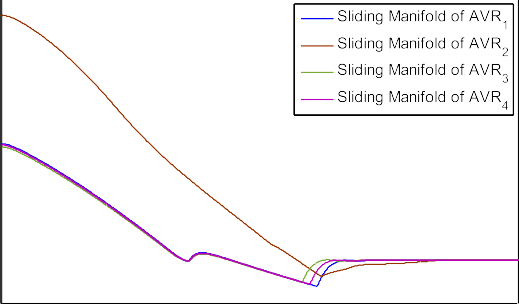 Sliding Manifold of AVR₁
Sliding Manifold of AVR₂
Sliding Manifold of AVR₃
Sliding Manifold of AVR₄